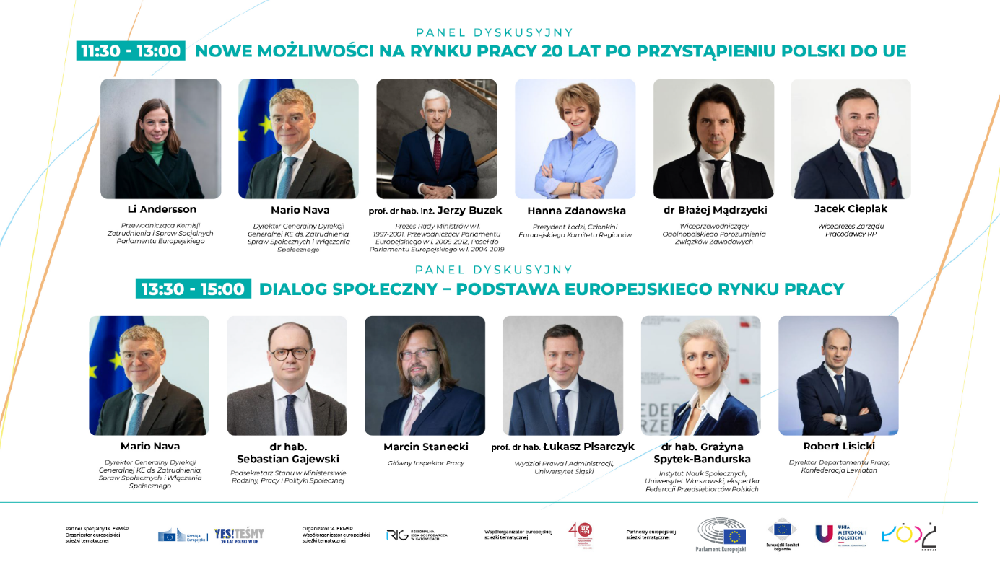 PANEL DYSKUSYJNY
11:30 - 13:00 NOWE MOŻLIWOŚCI NA RYNKU PRACY 20 LAT PO PRZYSTĄPIENIU POLSKI DO UE
Li Andersson
Przewodnicząca Komisji
Zatrudnienia i Spraw Socjalnych
Parlamentu Europejskiego
Mario Nava
Dyrektor Generalny Dyrekcji
Generalnej KE ds. Zatrudnienia,
Spraw Społecznych i Włączenia
Społecznego
prof. dr hab. inż. Jerzy Buzek
Prezes Rady Ministrów w l.
1997-2001, Przewodniczący Parlamentu
Europejskiego w l. 2009-2012, Poseł do
Parlamentu Europejskiego w l. 2004-2019
Hanna Zdanowska
Prezydent Łodzi, Członkini
Europejskiego Komitetu Regionów
dr Błażej Mądrzycki
Wiceprzewodniczący
Ogólnopolskiego Porozumienia
Związków Zawodowych
Jacek Cieplak
Wiceprezes Zarządu
Pracodawcy RP
PANEL DYSKUSYJNY
13:30 - 15:00 DIALOG SPOŁECZNY – PODSTAWA EUROPEJSKIEGO RYNKU PRACY
Mario Nava
Dyrektor Generalny Dyrekcji
Generalnej KE ds. Zatrudnienia,
Spraw Społecznych i Włączenia
Społecznego
dr hab.
Sebastian Gajewski
Podsekretarz Stanu w Ministerstwie
Rodziny, Pracy i Polityki Społecznej
Marcin Stanecki
Główny Inspektor Pracy
prof. dr hab. Łukasz Pisarczyk
Wydział Prawa i Administracji,
Uniwersytet Śląski
dr hab. Grażyna
Spytek-Bandurska
Instytut Nauk Społecznych,
Uniwersytet Warszawski, ekspertka
Federacji Przedsiębiorców Polskich
Robert Lisicki
Dyrektor Departamentu Pracy,
Konfederacja Lewiatan
Partner Specjalny 14. EKMŚP
Organizator europejskiej
ścieżki tematycznej
Komisja
Europejska
YES!TEŚMY
20 LAT POLSKI W UE
Organizator 14. EKMŚP
Współorganizator europejskiej
ścieżki tematycznej
RIG REGIONALNA
IZBA GOSPODARCZA
W KATOWICACH
Współorganizator europejskiej
ścieżki tematycznej
40
Partnerzy europejskiej
ścieżki tematycznej
Parlament Europejski
Europejski Komitet
Regionów
UNIA
METROPOLII
POLSKICH
ŁÓDŹ
KREUJE